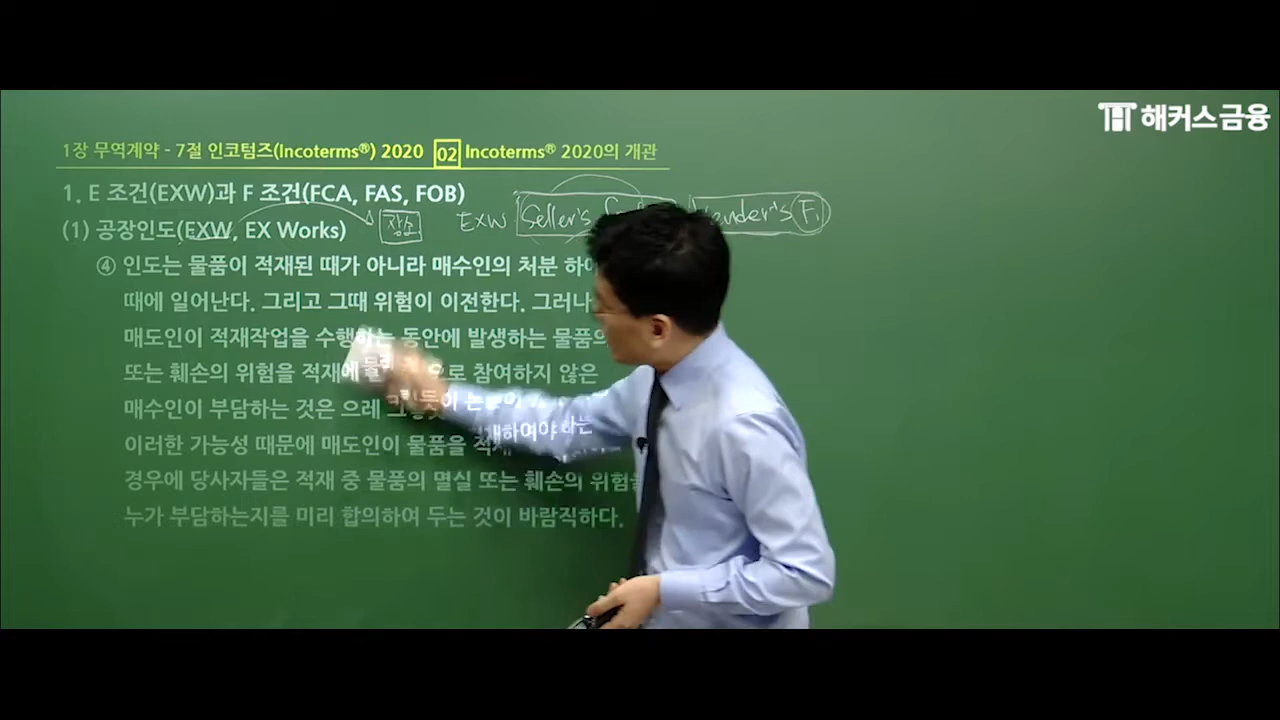 해커스금융
1장 무역계약 - 7절 인코텀즈(Incoterms®) 2020 02 Incoterms® 2020의 개관
1. E 조건(EXW)과 F 조건(FCA, FAS, FOB)
(1) 공장인도(EXW, EX Works) 장소 EXW Seller's
④ 인도는 물품이 적재된 때가 아니라 매수인의 처분 하에
때에 일어난다. 그리고 그때 위험이 이전한다. 그러나
매도인이 적재작업을 수행하는 동안에 발생하는 물품의
또는 훼손의 위험을 적재에 물리적으로 참여하지 않은
매수인이 부담하는 것은 으레 그렇듯이
이러한 가능성 때문에 매도인이 물품을 적재하여야 하는
경우에 당사자들은 적재 중 물품의 멸실 또는 훼손의 위험을
누가 부담하는지를 미리 합의하여 두는 것이 바람직하다.